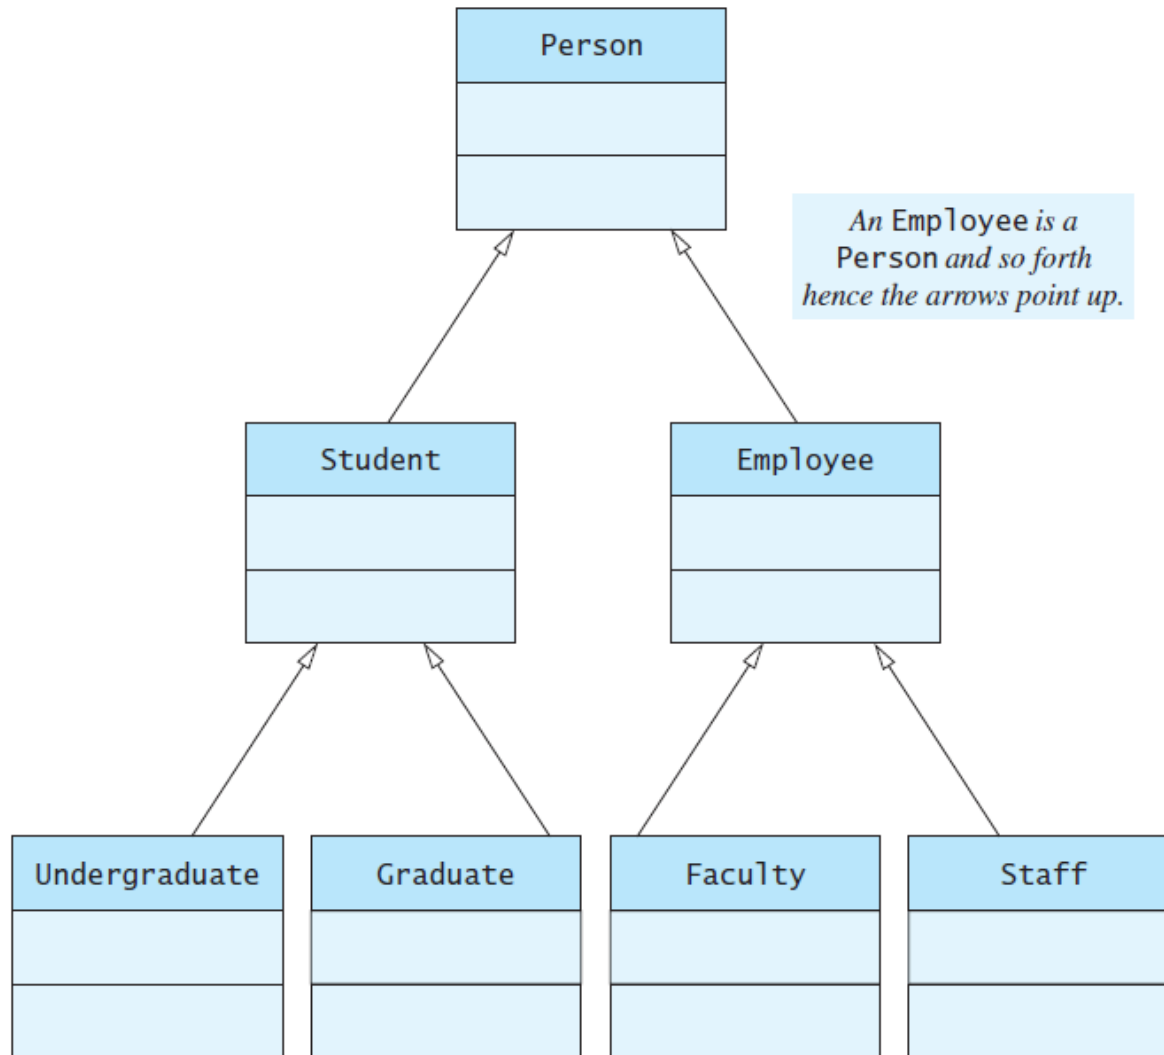 Person
An Employee is a
Person and so forth
hence the arrows point up.
Student
Employee
Undergraduate
Graduate
Faculty
Staff